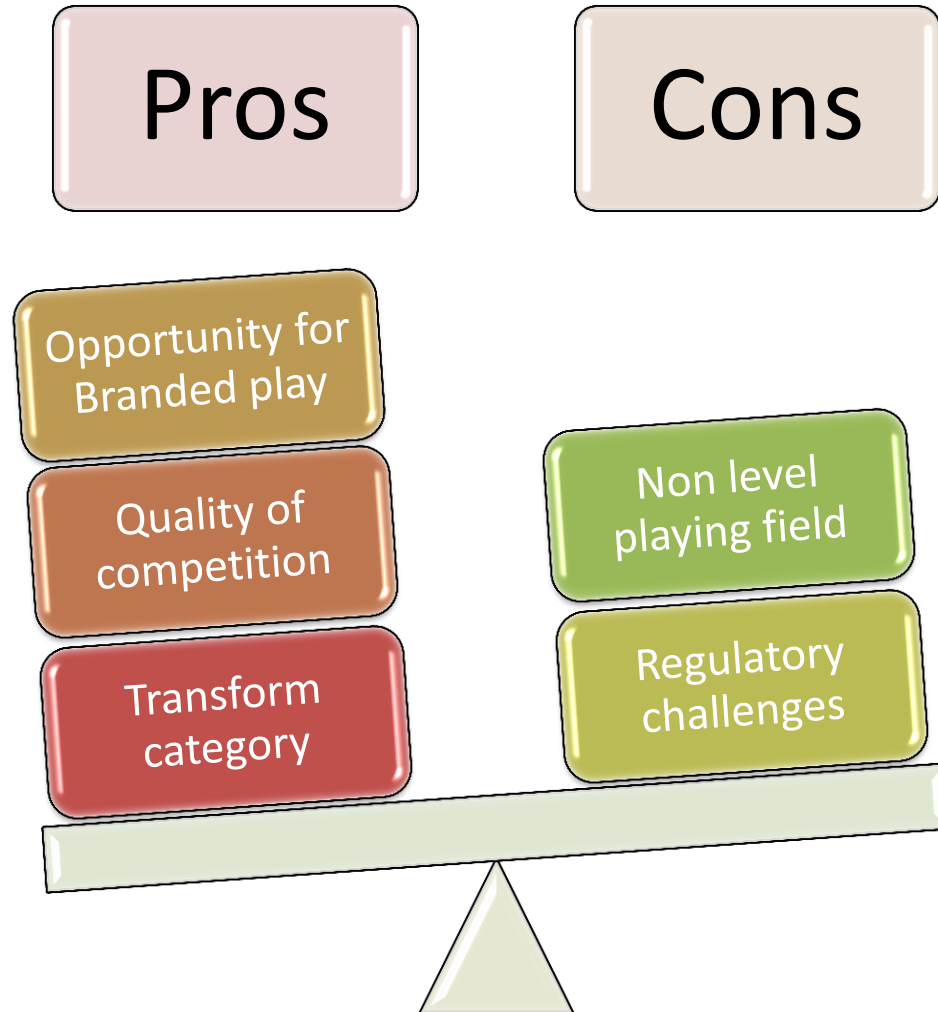 Pros
Cons
Opportunity for
Branded play
Quality of
competition
Transform
category
Non level
playing field
Regulatory
challenges